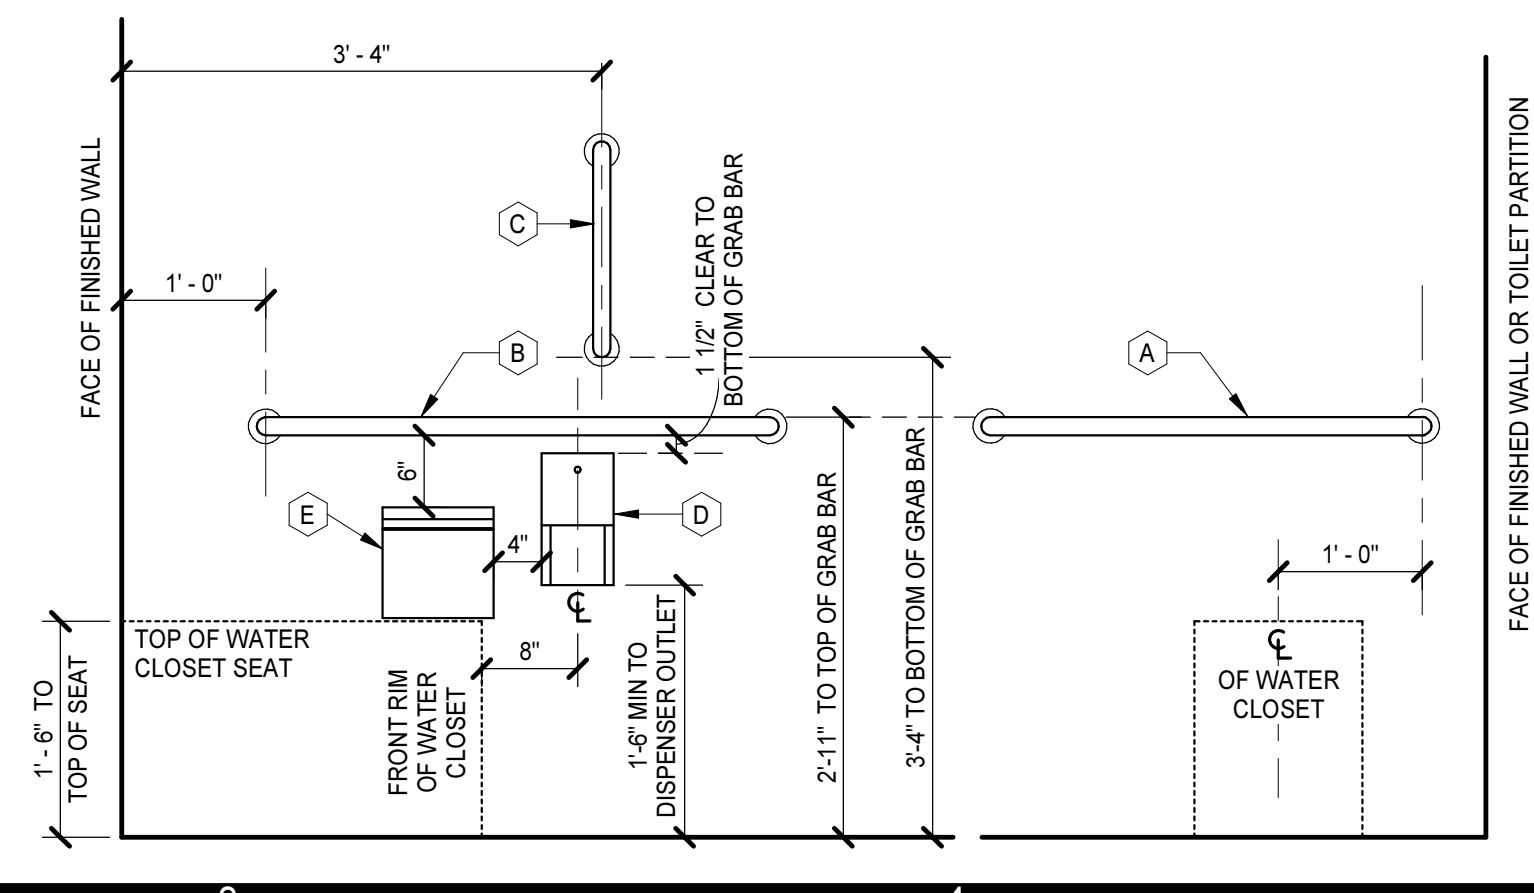 3' - 4"
FACE OF FINISHED WALL
1' - 0"
C
B
1 1/2" CLEAR TO
BOTTOM OF GRAB BAR
A
FACE OF FINISHED WALL OR TOILET PARTITION
6"
E
D
4"
TOP OF WATER
CLOSET SEAT
1' - 6" TO
TOP OF SEAT
FRONT RIM
OF WATER
CLOSET
8"
CL
1'-6" MIN TO
DISPENSER OUTLET
2'-11" TO TOP OF GRAB BAR
3'-4" TO BOTTOM OF GRAB BAR
1' - 0"
CL
OF WATER
CLOSET